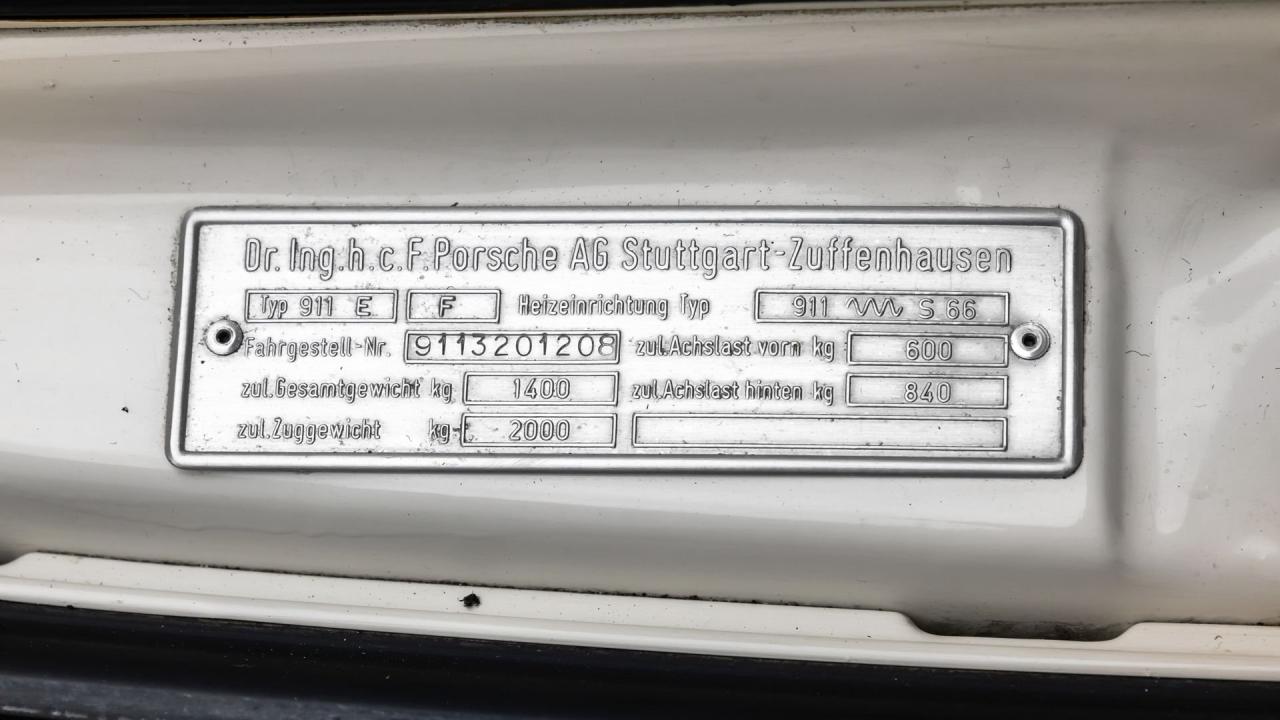 Dr. Ing.h.c.F.Porsche AG Stuttgart-Zuffenhausen
Typ 911 E F Heizeinrichtung Typ 911 S 66
Fahrgestell-Nr. 9113201208 zul.Achslast vorn kg 600
zul.Gesamtgewicht kg 1400 zul.Achslast hinten kg 840
zul.Zuggewicht kg 2000